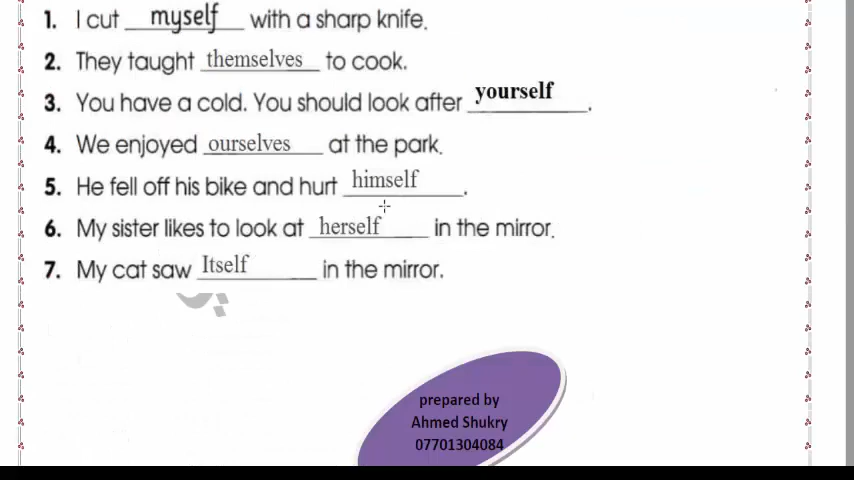 1. I cut myself with a sharp knife.
2. They taught themselves to cook.
3. You have a cold. You should look after yourself.
4. We enjoyed ourselves at the park.
5. He fell off his bike and hurt himself.
6. My sister likes to look at herself in the mirror.
7. My cat saw Itself in the mirror.
prepared by
Ahmed Shukry
07701304084